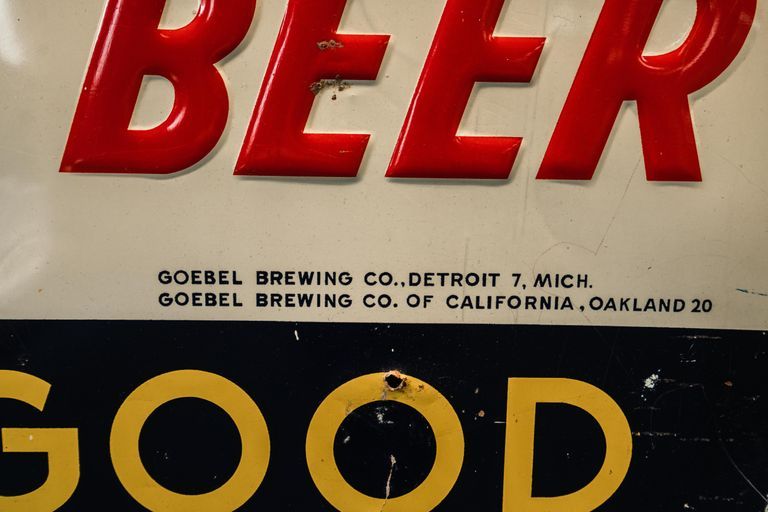 BEER
GOEBEL BREWING CO., DETROIT 7, MICH.
GOEBEL BREWING CO. OF CALIFORNIA, OAKLAND 20
GOOD